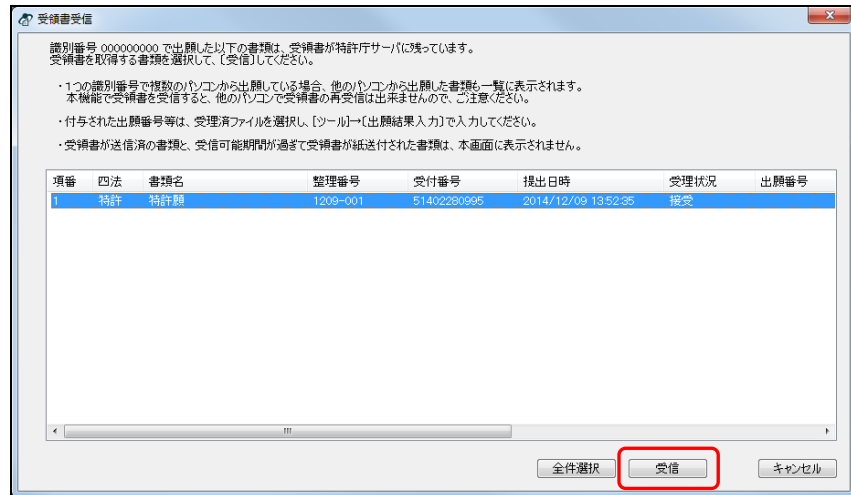 受領書受信
識別番号 000000000 で出願した以下の書類は、受領書が特許庁サーバに残っています。
受領書を取得する書類を選択して、〔受信〕してください。
・1つの識別番号で複数のパソコンから出願している場合、他のパソコンから出願した書類も一覧に表示されます。
本機能で受領書を受信すると、他のパソコンで受領書の再受信は出来ませんので、ご注意ください。
・付与された出願番号等は、受理済ファイルを選択し、[ツール]→[出願結果入力]で入力してください。
・受領書が送信済の書類と、受信可能期間が過ぎて受領書が紙送付された書類は、本画面に表示されません。
項番 四法 書類名 整理番号 受付番号 提出日時 受理状況 出願番号
1 特許 特許願 1209-001 51402280995 2014/12/09 13:52:35 接受
全件選択 受信 キャンセル